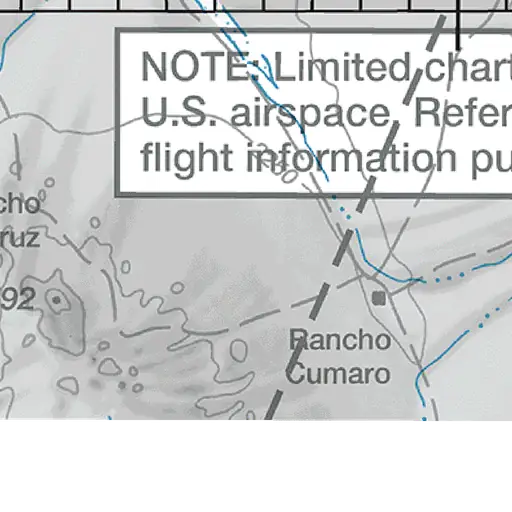 NOTE: Limited chart
U.S. airspace. Refer
flight information pu
cho
ruz
92
Rancho
Cumaro